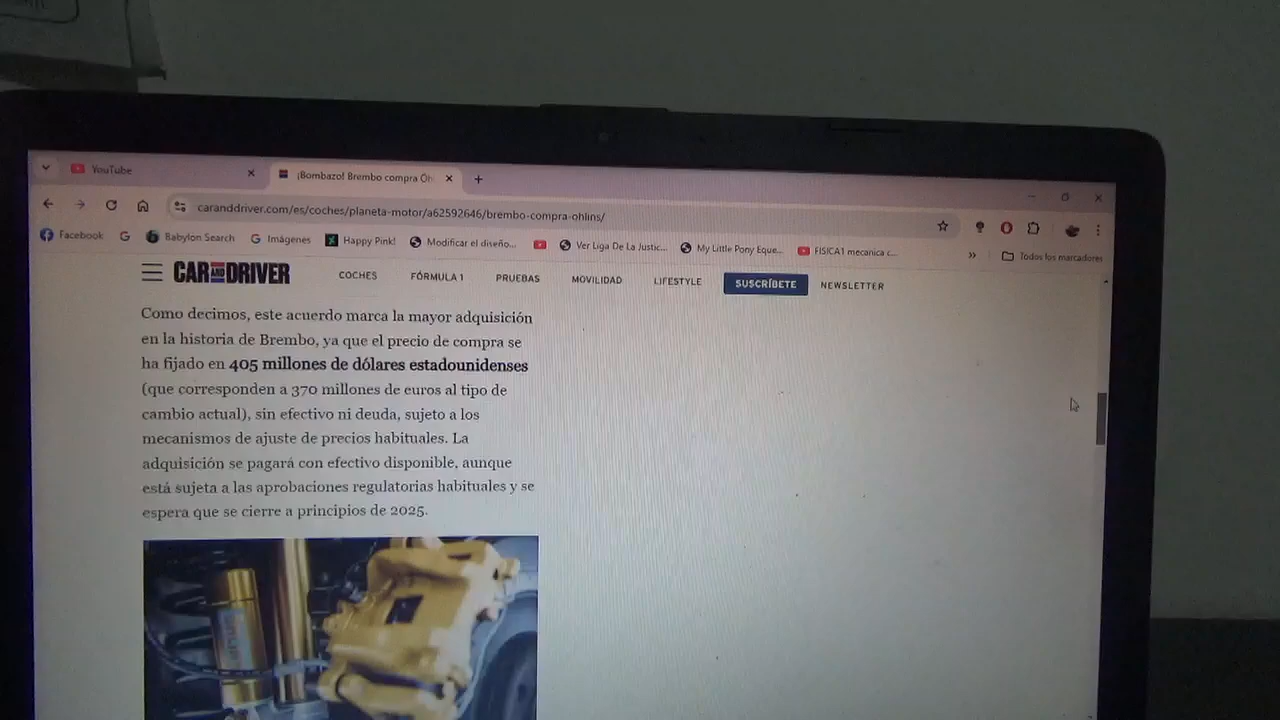 YouTube
¡Bombazo! Brembo compra Öh
caranddriver.com/es/coches/planeta-motor/a62592646/brembo-compra-ohlins/
Facebook
Babylon Search
Imágenes
Happy Pink!
Modificar el diseño...
Ver Liga De La Justic...
My Little Pony Eque...
FISICA1 mecanica c...
»
Todos los marcadores
CAR AND DRIVER
COCHES
FÓRMULA 1
PRUEBAS
MOVILIDAD
LIFESTYLE
SUSCRÍBETE
NEWSLETTER
Como decimos, este acuerdo marca la mayor adquisición
en la historia de Brembo, ya que el precio de compra se
ha fijado en 405 millones de dólares estadounidenses
(que corresponden a 370 millones de euros al tipo de
cambio actual), sin efectivo ni deuda, sujeto a los
mecanismos de ajuste de precios habituales. La
adquisición se pagará con efectivo disponible, aunque
está sujeta a las aprobaciones regulatorias habituales y se
espera que se cierre a principios de 2025.